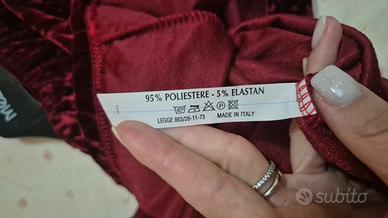 95% POLIESTERE - 5% ELASTAN
LEGGE 883/26-11-73 MADE IN ITALY
subito